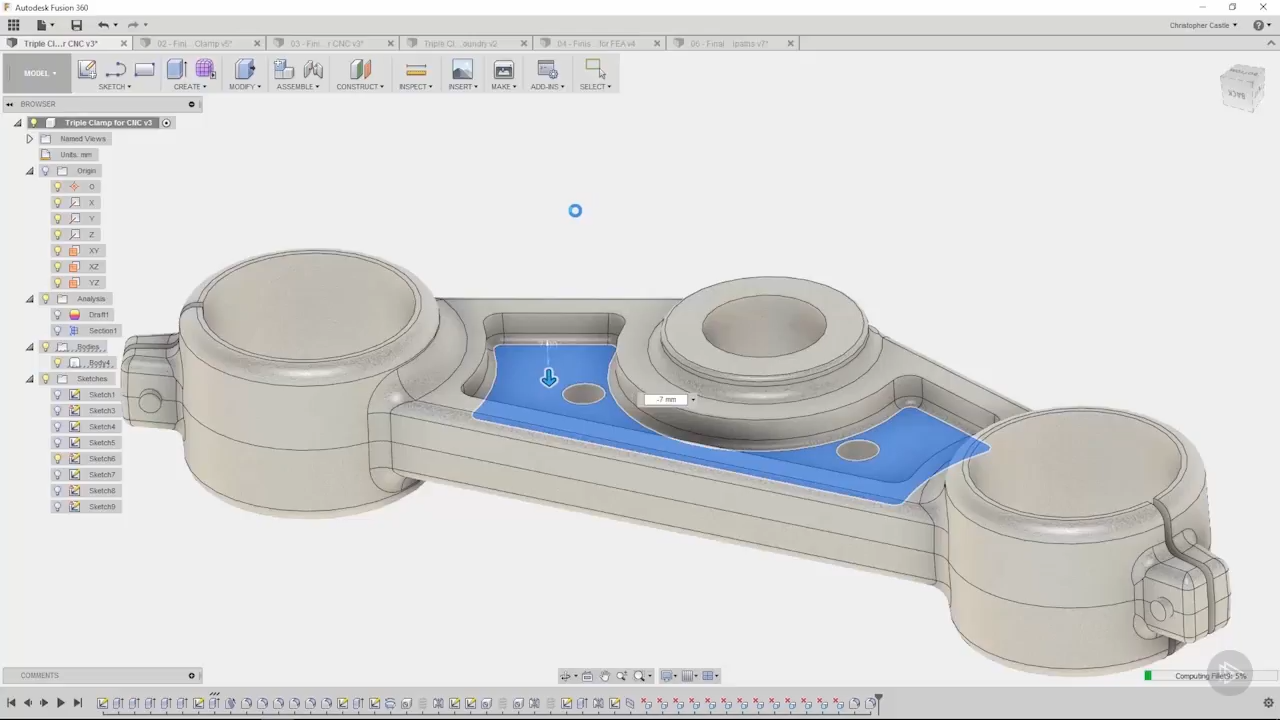 Autodesk Fusion 360
Christopher Castle
Triple Cl...r CNC v3*
02 - Fini... Clamp v5*
03 - Fini...r CNC v3*
Triple Cl...oundry v2
04 - Finis...for FEA v4
06 - Final...lpaths v7*
MODEL
SKETCH
CREATE
MODIFY
ASSEMBLE
CONSTRUCT
INSPECT
INSERT
MAKE
ADD-INS
SELECT
BACK
BROWSER
Triple Clamp for CNC v3
Named Views
Units: mm
Origin
O
X
Y
Z
XY
XZ
YZ
Analysis
Draft1
Section1
Bodies
Body4
Sketches
Sketch1
Sketch3
Sketch4
Sketch5
Sketch6
Sketch7
Sketch8
Sketch9
-7 mm
COMMENTS
Computing Fillet9: 5%